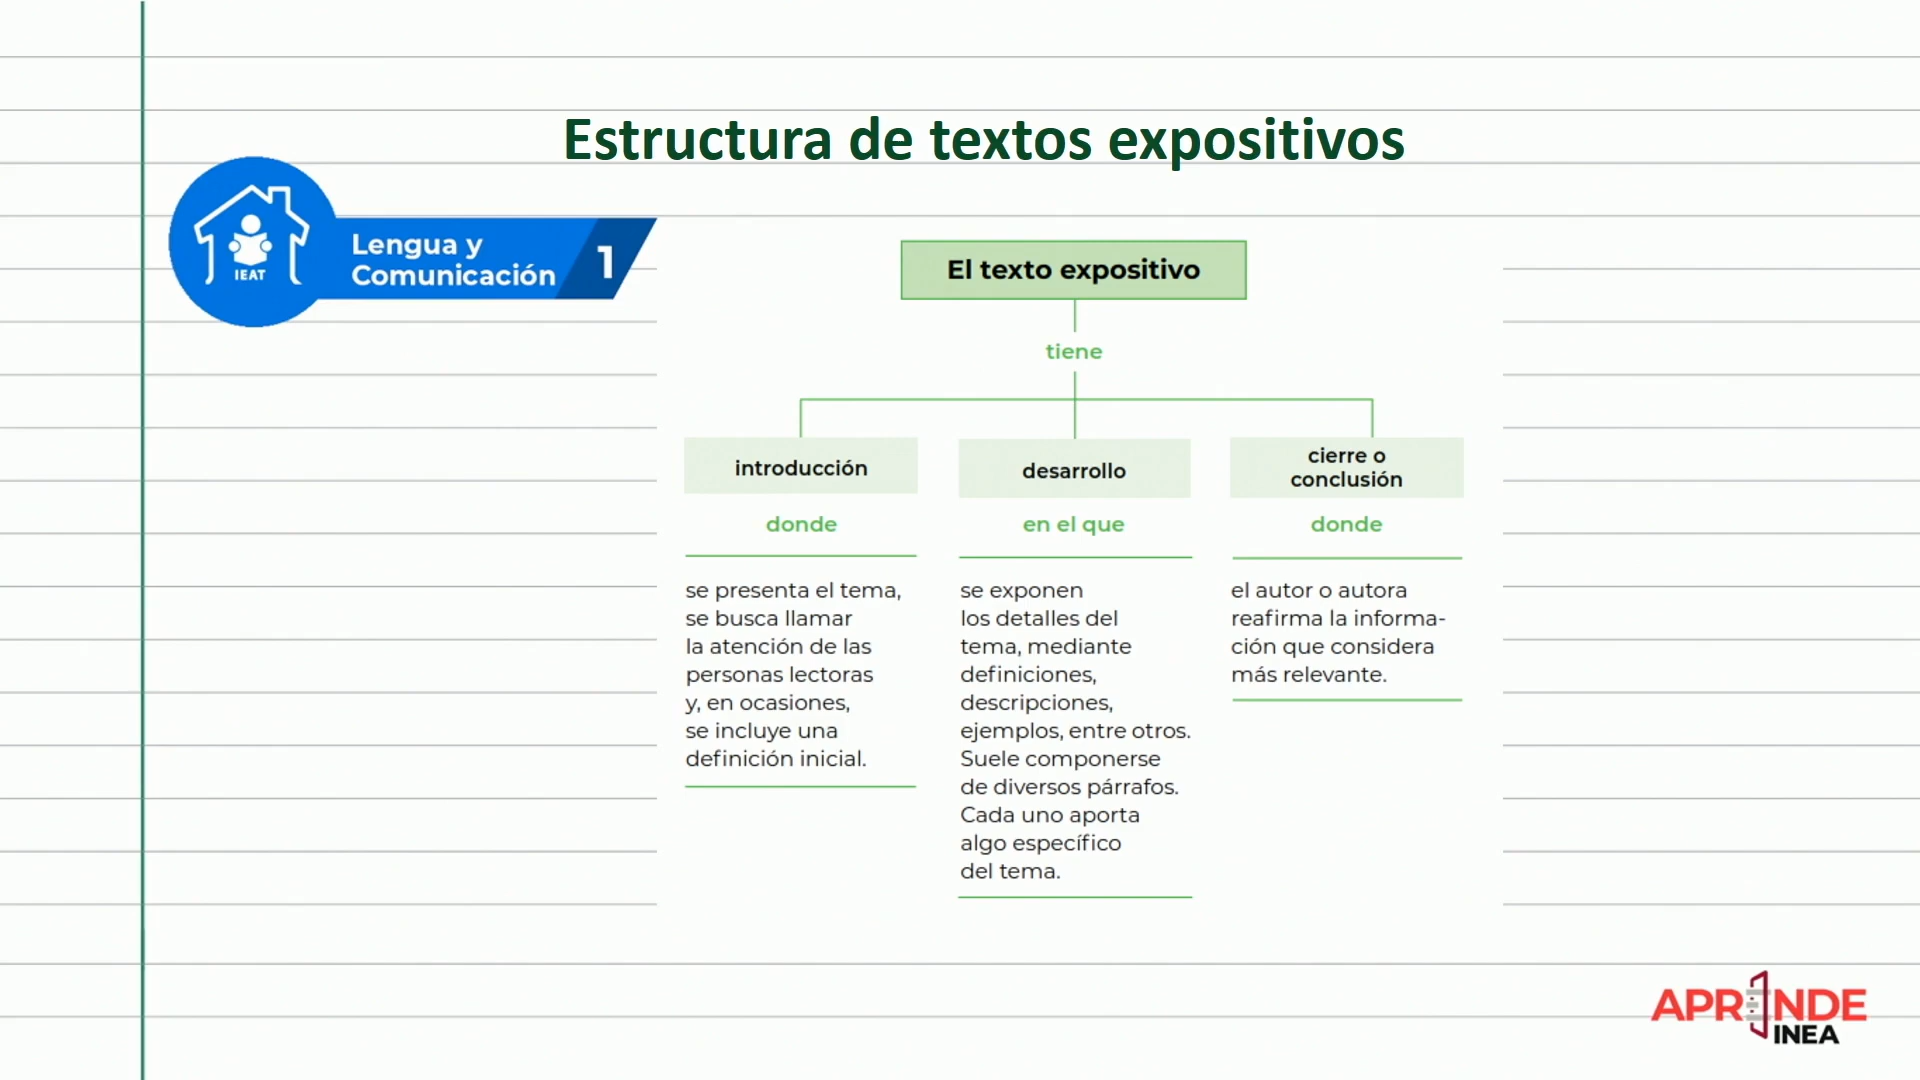 Estructura de textos expositivos
IEAT
Lengua y
Comunicación
1
El texto expositivo
tiene
introducción
donde
se presenta el tema,
se busca llamar
la atención de las
personas lectoras
y, en ocasiones,
se incluye una
definición inicial.
desarrollo
en el que
se exponen
los detalles del
tema, mediante
definiciones,
descripciones,
ejemplos, entre otros.
Suele componerse
de diversos párrafos.
Cada uno aporta
algo específico
del tema.
cierre o
conclusión
donde
el autor o autora
reafirma la informa-
ción que considera
más relevante.
APRENDE
INEA